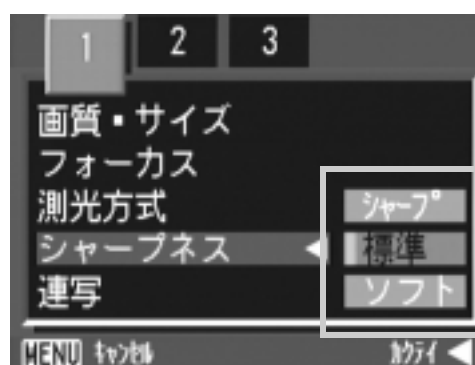 1 2 3
画質・サイズ
フォーカス
測光方式 シャープ
シャープネス 標準
連写 ソフト
MENU キャンセル カクテイ